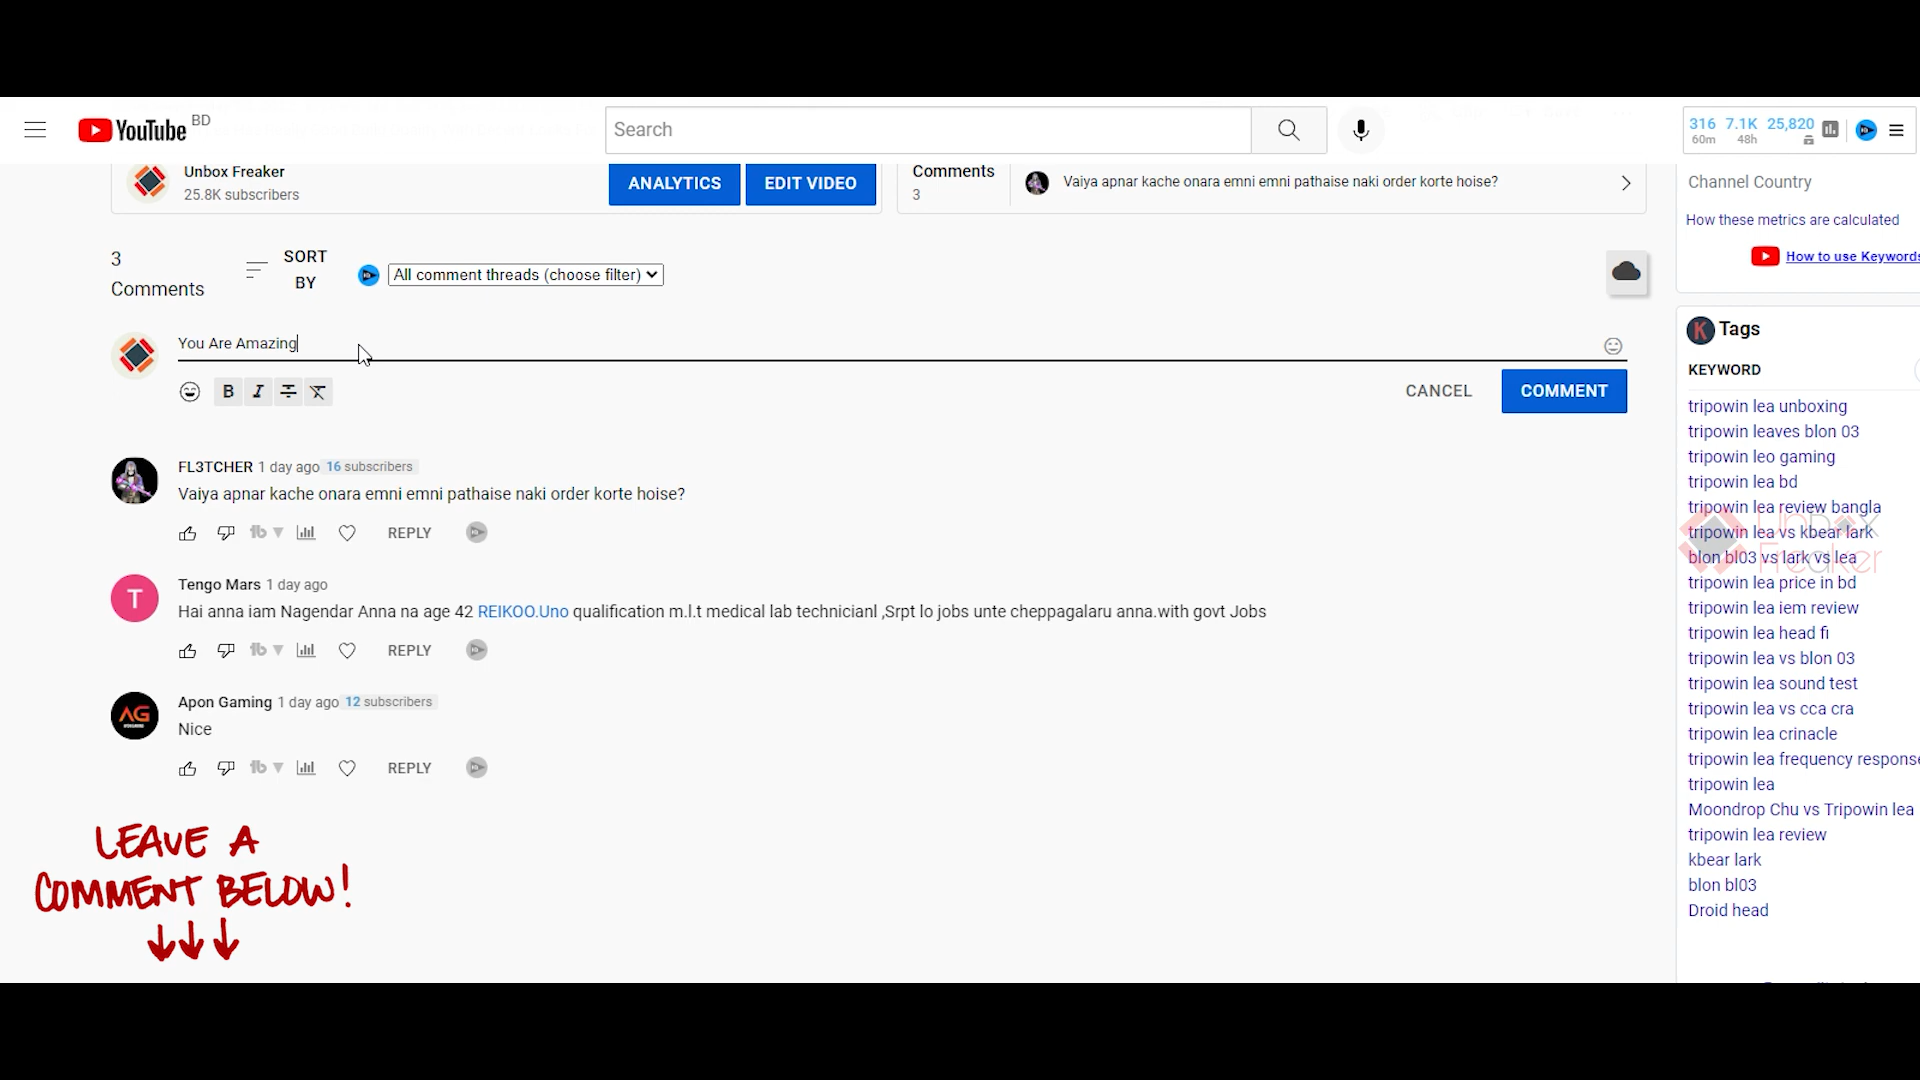 YouTube BD
Search
316 7.1K 25,820
60m 48h
Unbox Freaker
25.8K subscribers
ANALYTICS
EDIT VIDEO
Comments
3
Vaiya apnar kache onara emni emni pathaise naki order korte hoise?
Channel Country
How these metrics are calculated
How to use Keywords
3
Comments
SORT
BY
All comment threads (choose filter)
You Are Amazing
B I
CANCEL
COMMENT
FL3TCHER 1 day ago 16 subscribers
Vaiya apnar kache onara emni emni pathaise naki order korte hoise?
REPLY
T
Tengo Mars 1 day ago
Hai anna iam Nagendar Anna na age 42 REIKOO.Uno qualification m.l.t medical lab technicianl ,Srpt lo jobs unte cheppagalaru anna.with govt Jobs
REPLY
AG
Apon Gaming 1 day ago 12 subscribers
Nice
REPLY
LEAVE A
COMMENT BELOW!
K Tags
KEYWORD
tripowin lea unboxing
tripowin leaves blon 03
tripowin leo gaming
tripowin lea bd
tripowin lea review bangla
tripowin lea vs kbear lark
blon bl03 vs lark vs lea
tripowin lea price in bd
tripowin lea iem review
tripowin lea head fi
tripowin lea vs blon 03
tripowin lea sound test
tripowin lea vs cca cra
tripowin lea crinacle
tripowin lea frequency response
tripowin lea
Moondrop Chu vs Tripowin lea
tripowin lea review
kbear lark
blon bl03
Droid head
Unbox
Freaker